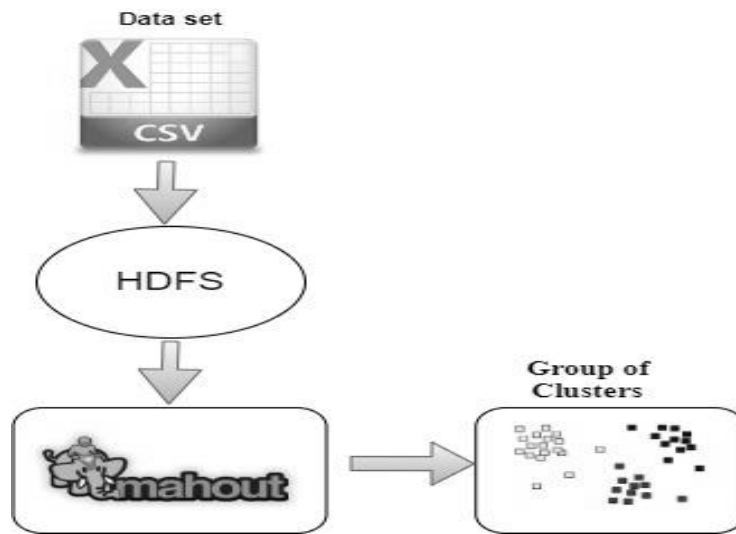 Data set
X
CSV
HDFS
mahout
Group of
Clusters